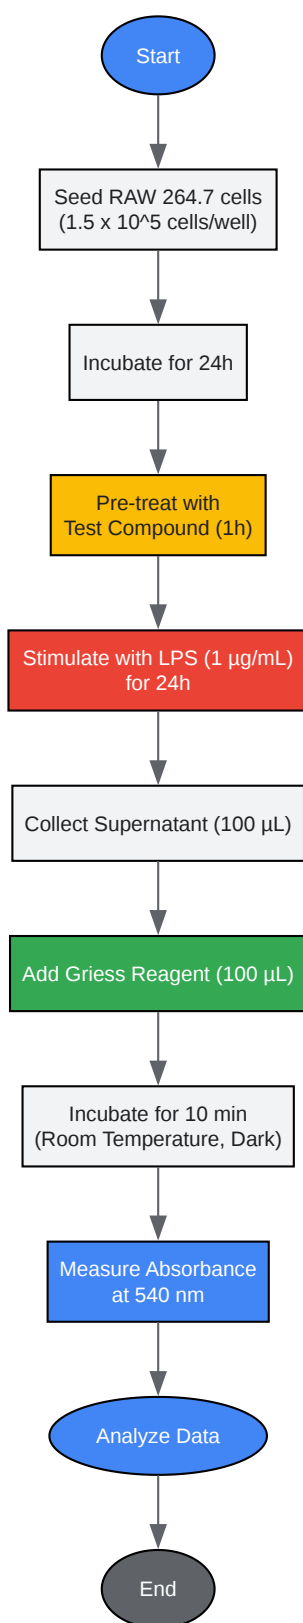 Start
Seed RAW 264.7 cells
(1.5 x 10^5 cells/well)
Incubate for 24h
Pre-treat with
Test Compound (1h)
Stimulate with LPS (1 µg/mL)
for 24h
Collect Supernatant (100 µL)
Add Griess Reagent (100 µL)
Incubate for 10 min
(Room Temperature, Dark)
Measure Absorbance
at 540 nm
Analyze Data
End